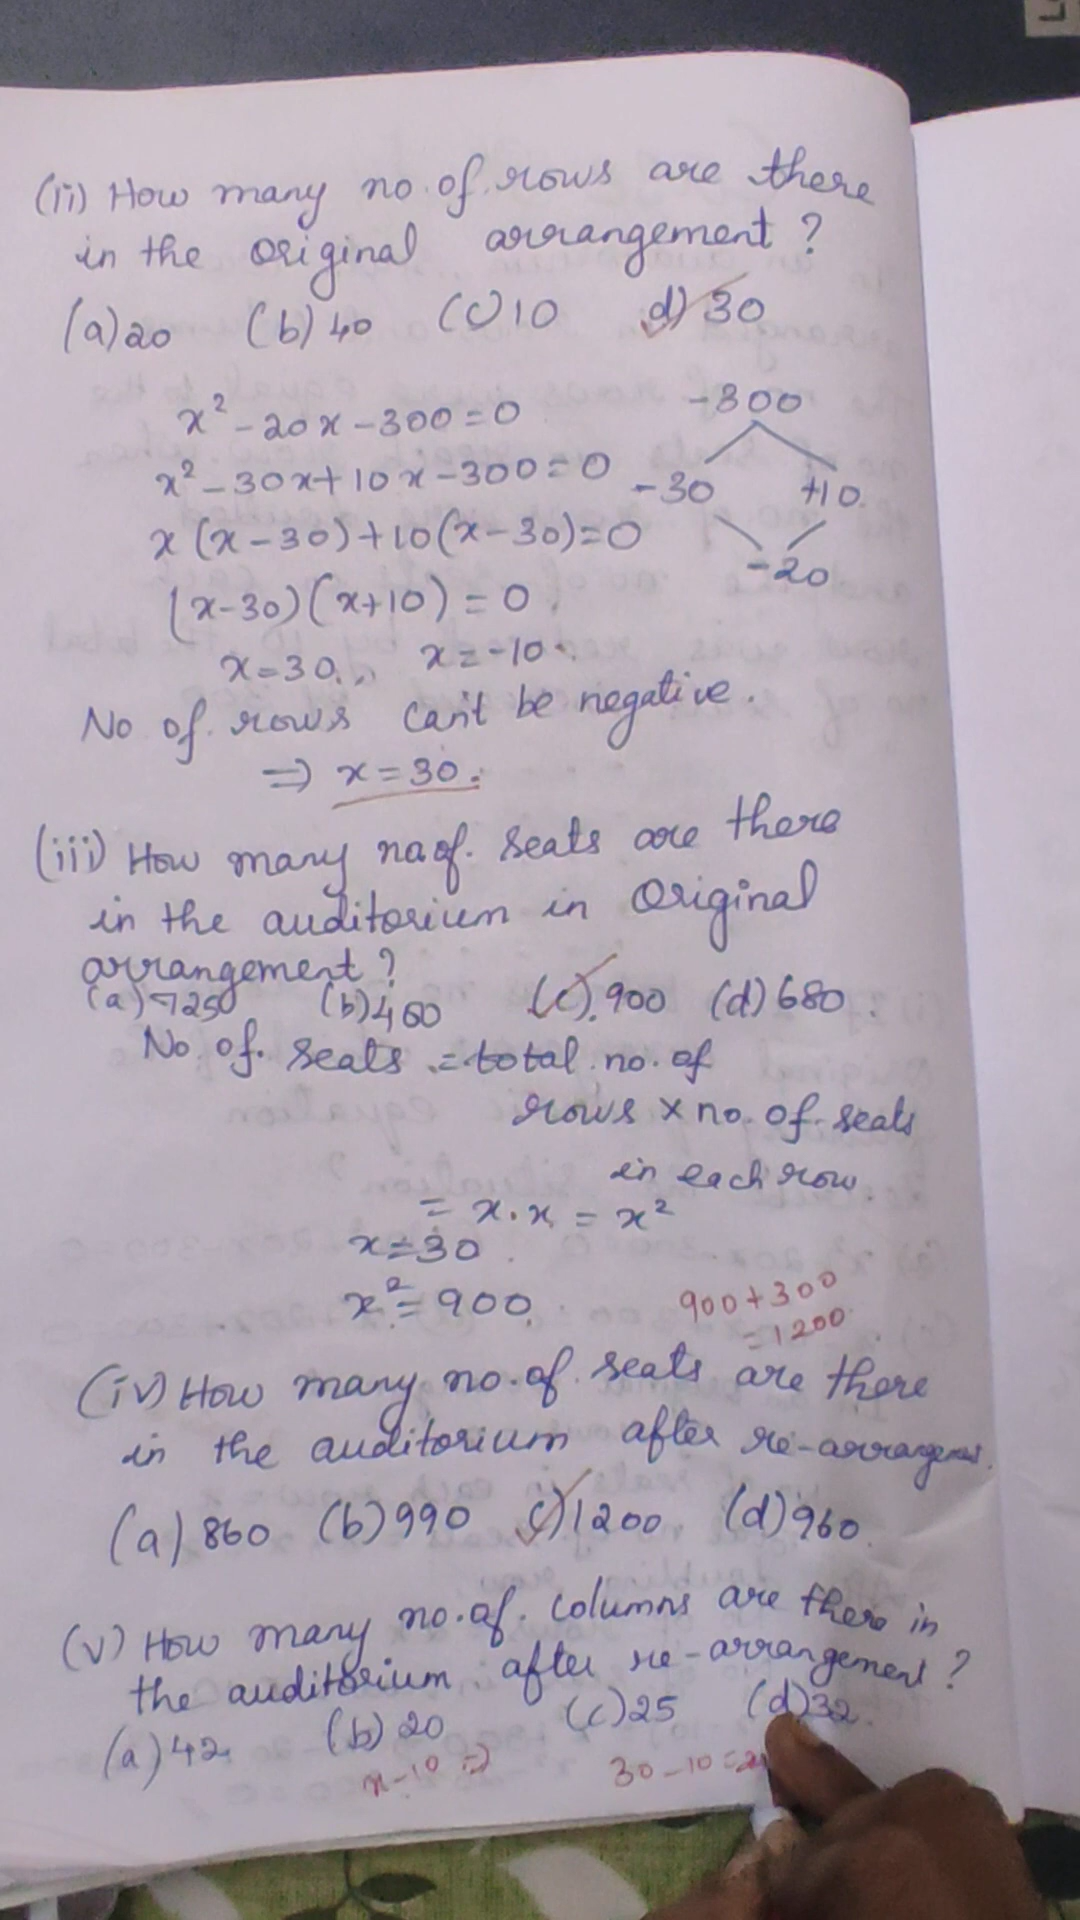 (ii) How many no. of. rows are there
in the original arrangement ?
(a) 20 (b) 40 (c) 10 d) 30
x² - 20x - 300 = 0
-300
x² - 30x + 10x - 300 = 0
-30 +10
x (x - 30) + 10 (x - 30) = 0
-20
(x-30) (x+10) = 0
x = 30, x = -10
No of. rows can't be negative.
⇒ x = 30.
(iii) How many no of. seats are there
in the auditorium in original
arrangement ?
(a) 7250 (b) 460 (c) 900 (d) 680.
No. of. seats = total no. of
rows x no. of. seats
in each row.
= x . x = x²
x = 30
x² = 900
900 + 300
= 1200
(iv) How many no. of. seats are there
in the auditorium after re-arrangement.
(a) 860 (b) 990 c) 1200 (d) 960
(v) How many no. of. columns are there in
the auditorium after re-arrangement ?
(a) 42 (b) 20 (c) 25 (d) 32
x - 10 ⇒ 30 - 10 =